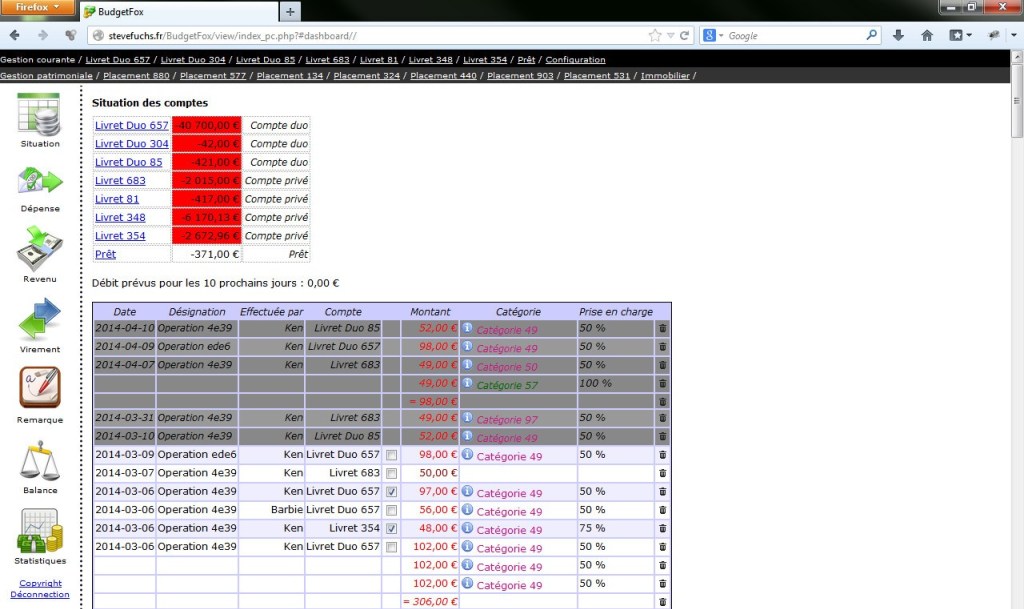 Firefox
BudgetFox
stevefuchs.fr/BudgetFox/view/index_pc.php?#dashboard//
Google
Gestion courante / Livret Duo 657 / Livret Duo 304 / Livret Duo 85 / Livret 683 / Livret 81 / Livret 348 / Livret 354 / Prêt / Configuration
Gestion patrimoniale / Placement 880 / Placement 577 / Placement 134 / Placement 324 / Placement 440 / Placement 903 / Placement 531 / Immobilier /
Situation
Dépense
Revenu
Virement
Remarque
Balance
Statistiques
Copyright
Déconnection
Situation des comptes
Livret Duo 657 -40 700,00 € Compte duo
Livret Duo 304 -42,00 € Compte duo
Livret Duo 85 -421,00 € Compte duo
Livret 683 -2 015,00 € Compte privé
Livret 81 -417,00 € Compte privé
Livret 348 -6 170,13 € Compte privé
Livret 354 -2 672,96 € Compte privé
Prêt -371,00 € Prêt
Débit prévus pour les 10 prochains jours : 0,00 €
Date Désignation Effectuée par Compte Montant Catégorie Prise en charge
2014-04-10 Operation 4e39 Ken Livret Duo 85 52,00 € Catégorie 49 50 %
2014-04-09 Operation ede6 Ken Livret Duo 657 98,00 € Catégorie 49 50 %
2014-04-07 Operation 4e39 Ken Livret 683 49,00 € Catégorie 50 50 %
49,00 € Catégorie 57 100 %
= 98,00 €
2014-03-31 Operation 4e39 Ken Livret 683 49,00 € Catégorie 97 50 %
2014-03-10 Operation 4e39 Ken Livret Duo 85 52,00 € Catégorie 49 50 %
2014-03-09 Operation ede6 Ken Livret Duo 657 98,00 € Catégorie 49 50 %
2014-03-07 Operation 4e39 Ken Livret 683 50,00 €
2014-03-06 Operation 4e39 Ken Livret Duo 657 97,00 € Catégorie 49 50 %
2014-03-06 Operation 4e39 Barbie Livret Duo 657 56,00 € Catégorie 49 50 %
2014-03-06 Operation 4e39 Ken Livret 354 48,00 € Catégorie 49 75 %
2014-03-06 Operation 4e39 Ken Livret Duo 657 102,00 € Catégorie 49 50 %
102,00 € Catégorie 49 50 %
102,00 € Catégorie 49 50 %
= 306,00 €